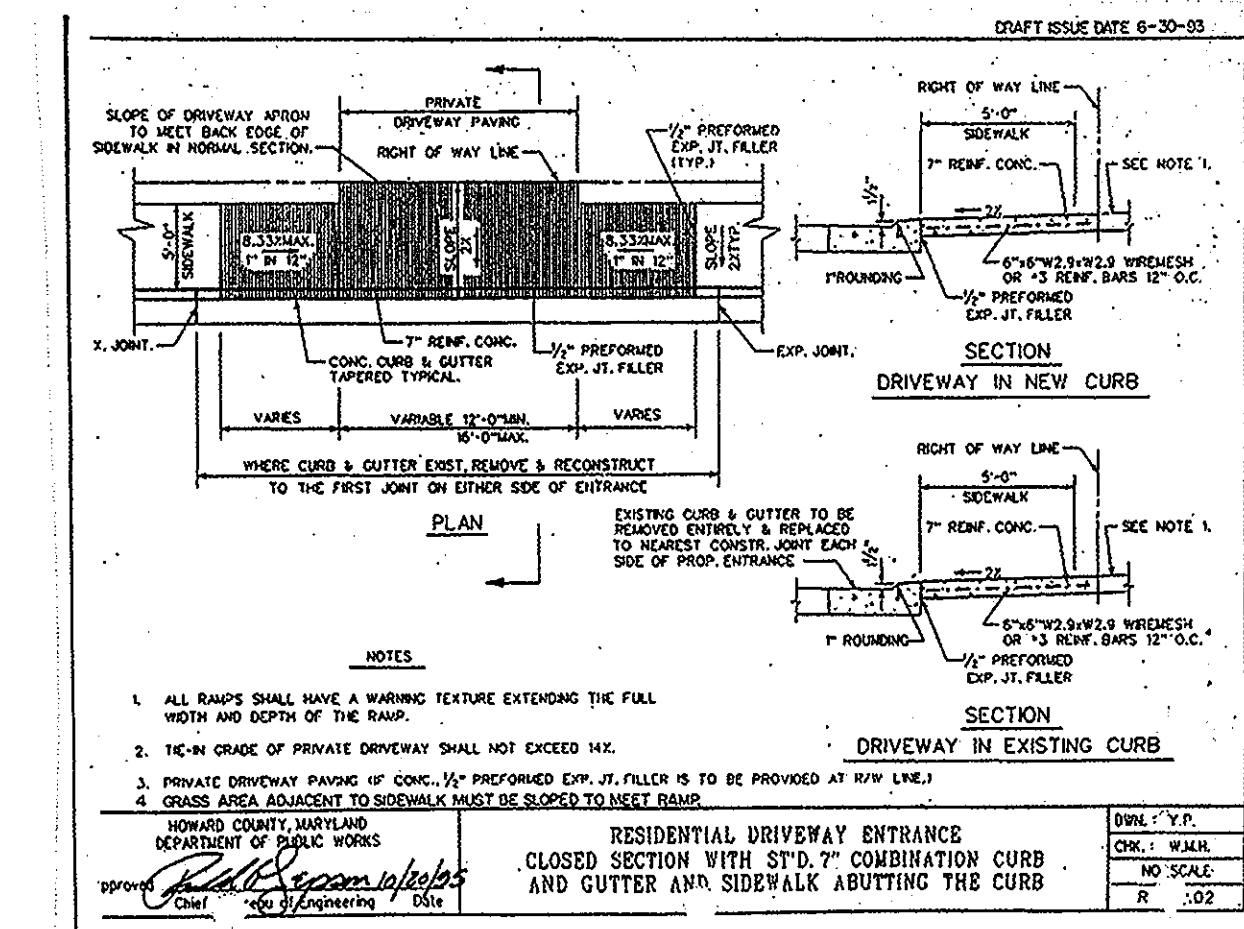 DRAFT ISSUE DATE 6-30-93
SLOPE OF DRIVEWAY APRON
TO MEET BACK EDGE OF
SIDEWALK IN NORMAL SECTION.
PRIVATE
DRIVEWAY PAVING
RIGHT OF WAY LINE
1/2" PREFORMED
EXP. JT. FILLER
(TYP.)
5'-0"
SIDEWALK
8.33%MAX.
1" IN 12"
SLOPE
2%
8.33%MAX.
1" IN 12"
SLOPE
2%TYP.
X. JOINT.
7" REINF. CONC.
CONC. CURB & GUTTER
TAPERED TYPICAL.
1/2" PREFORMED
EXP. JT. FILLER
EXP. JOINT.
VARIES
VARIABLE 12'-0"MIN.
16'-0"MAX.
VARIES
WHERE CURB & GUTTER EXIST, REMOVE & RECONSTRUCT
TO THE FIRST JOINT ON EITHER SIDE OF ENTRANCE
PLAN
RIGHT OF WAY LINE
5'-0"
SIDEWALK
7" REINF. CONC.
SEE NOTE 1.
1 1/2"
2%
1"ROUNDING
6"x6"W2.9xW2.9 WIREMESH
OR #3 REINF. BARS 12" O.C.
1/2" PREFORMED
EXP. JT. FILLER
SECTION
DRIVEWAY IN NEW CURB
RIGHT OF WAY LINE
5'-0"
SIDEWALK
EXISTING CURB & GUTTER TO BE
REMOVED ENTIRELY & REPLACED
TO NEAREST CONSTR. JOINT EACH
SIDE OF PROP. ENTRANCE
7" REINF. CONC.
SEE NOTE 1.
1 1/2"
2%
1" ROUNDING
6"x6"W2.9xW2.9 WIREMESH
OR #3 REINF. BARS 12" O.C.
1/2" PREFORMED
EXP. JT. FILLER
SECTION
DRIVEWAY IN EXISTING CURB
NOTES
1. ALL RAMPS SHALL HAVE A WARNING TEXTURE EXTENDING THE FULL
WIDTH AND DEPTH OF THE RAMP.
2. TIE-IN GRADE OF PRIVATE DRIVEWAY SHALL NOT EXCEED 14%.
3. PRIVATE DRIVEWAY PAVING (IF CONC., 1/2" PREFORMED EXP. JT. FILLER IS TO BE PROVIDED AT R/W LINE.)
4 GRASS AREA ADJACENT TO SIDEWALK MUST BE SLOPED TO MEET RAMP.
HOWARD COUNTY, MARYLAND
DEPARTMENT OF PUBLIC WORKS
pproved 10/20/95
Chief eau of Engineering Date
RESIDENTIAL DRIVEWAY ENTRANCE
CLOSED SECTION WITH ST'D. 7" COMBINATION CURB
AND GUTTER AND SIDEWALK ABUTTING THE CURB
DWN. : Y.P.
CHK. : W.M.H.
NO SCALE
R .02